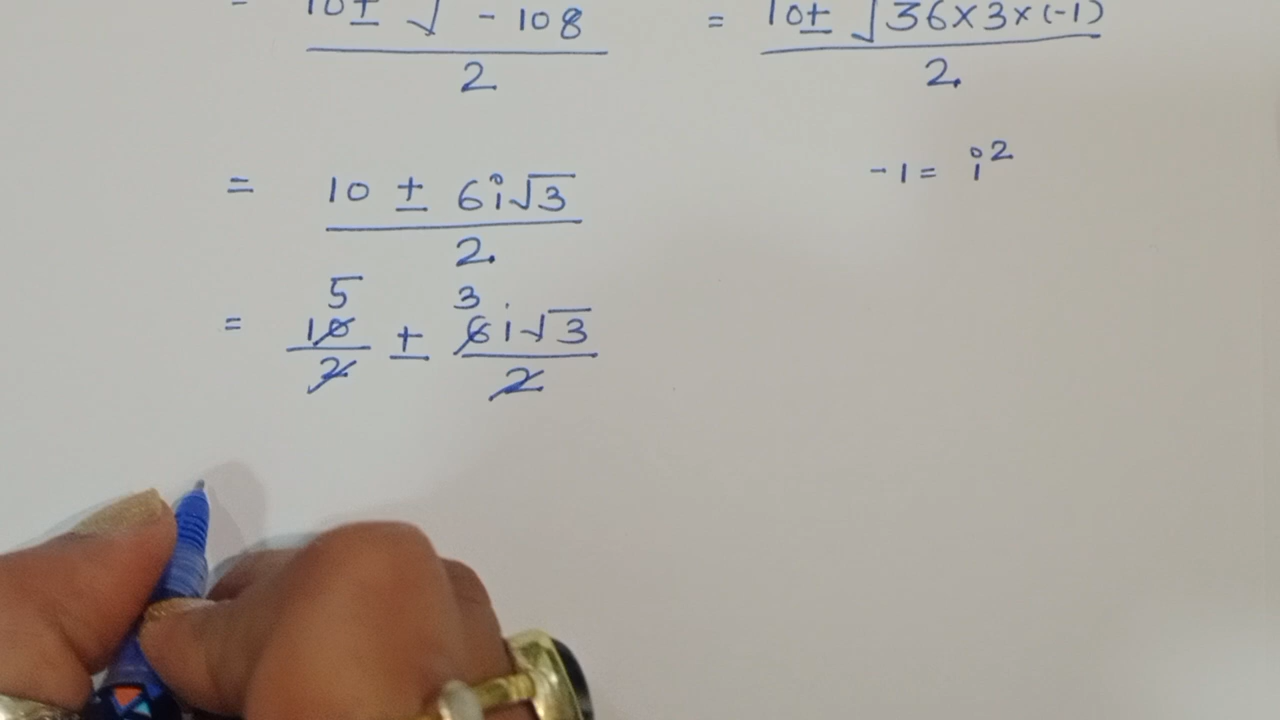 = 10 ± √-108 / 2 = 10 ± √36×3×(-1) / 2
-1 = i²
= 10 ± 6i√3 / 2
5 3
= 10/2 ± 6i√3/2